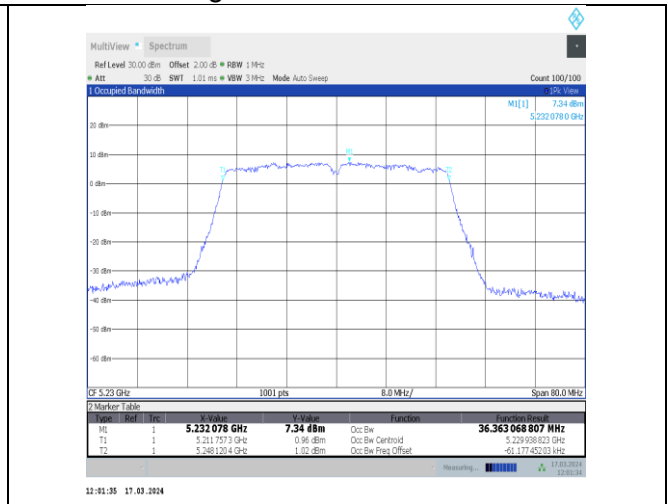 MultiView Spectrum
Ref Level 30.00 dBm Offset 2.00 dB RBW 1 MHz
Att 30 dB SWT 1.01 ms VBW 3 MHz Mode Auto Sweep Count 100/100
1 Occupied Bandwidth 1Pk View
M1[1] 7.34 dBm
5.2320780 GHz
20 dBm
M1
10 dBm
T1 T2
0 dBm
-10 dBm
-20 dBm
-30 dBm
-40 dBm
-50 dBm
-60 dBm
CF 5.23 GHz 1001 pts 8.0 MHz/ Span 80.0 MHz
2 Marker Table
Type Ref Trc X-Value Y-Value Function Function Result
M1 1 5.232 078 GHz 7.34 dBm Occ Bw 36.363 068 807 MHz
T1 1 5.211 757 3 GHz 0.96 dBm Occ Bw Centroid 5.229 938 823 GHz
T2 1 5.248 120 4 GHz 1.02 dBm Occ Bw Freq Offset -61.177 452 03 kHz
Measuring... 17.03.2024
12:01:34
12:01:35 17.03.2024